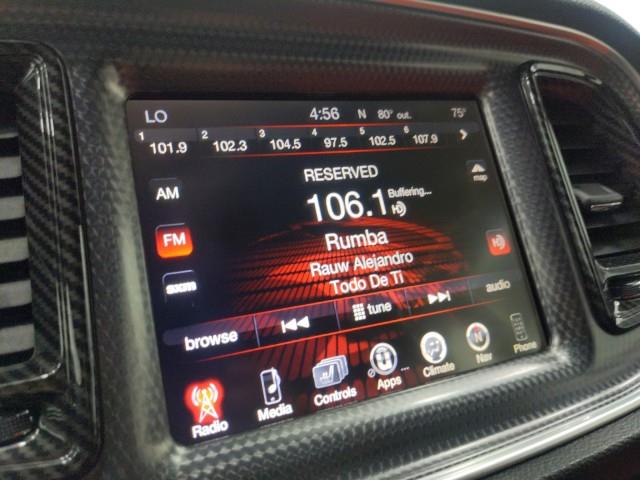 LO 4:56 N 80° out. 75°
1 101.9 2 102.3 3 104.5 4 97.5 5 102.5 6 107.9
RESERVED
map
AM
106.1 Buffering...
HD
FM
Rumba
HD
Rauw Alejandro
sxm
Todo De Ti
browse tune audio
Radio Media Controls Apps ... Climate Nav Phone
N